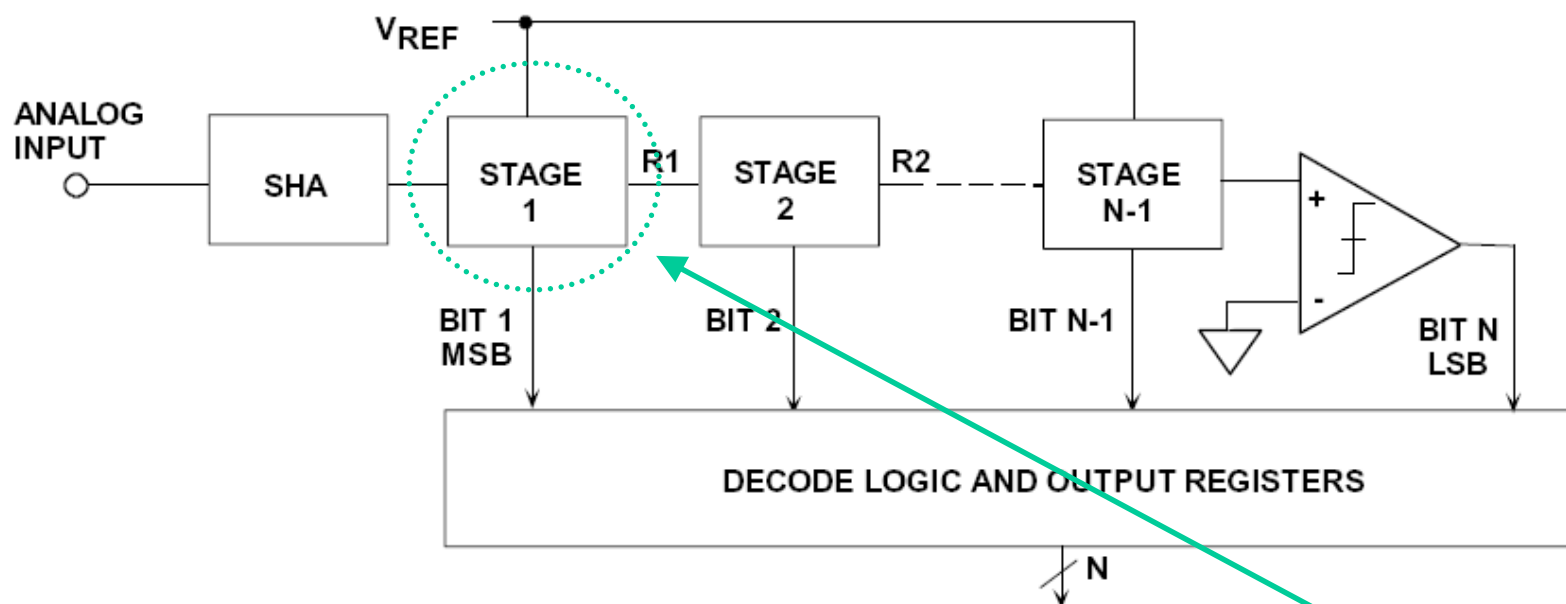 VREF
ANALOG
INPUT
SHA
STAGE
1
R1
STAGE
2
R2
STAGE
N-1
+
-
BIT 1
MSB
BIT 2
BIT N-1
BIT N
LSB
DECODE LOGIC AND OUTPUT REGISTERS
N